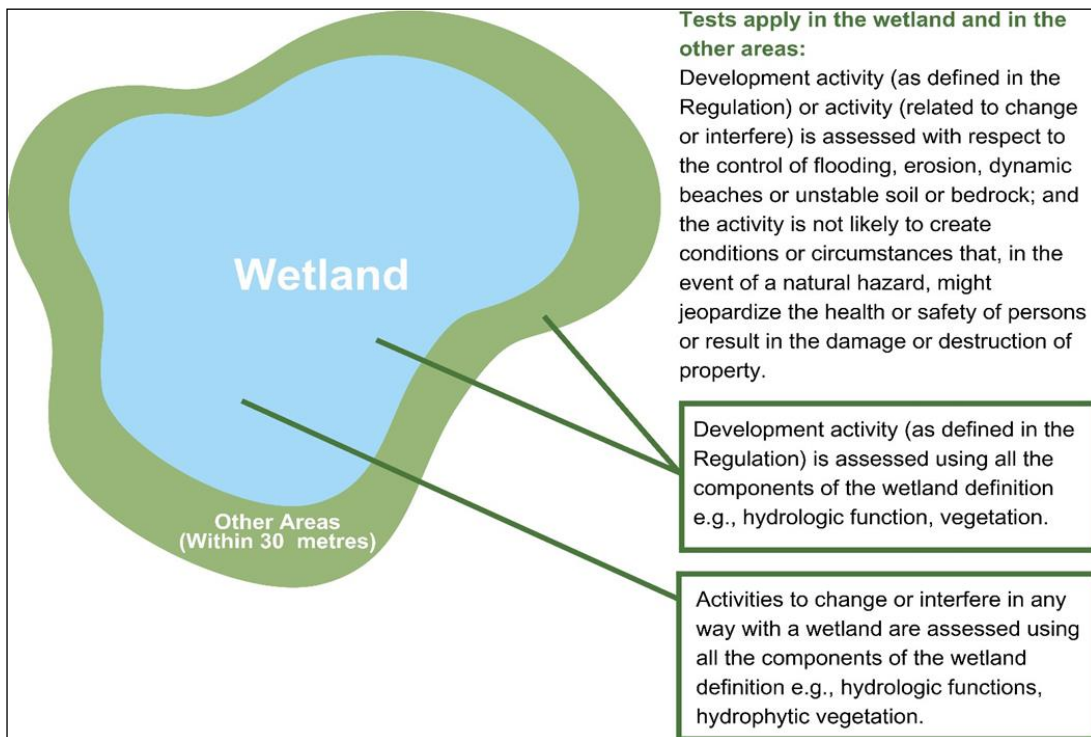 Wetland
Other Areas
(Within 30 metres)
Tests apply in the wetland and in the
other areas:
Development activity (as defined in the
Regulation) or activity (related to change
or interfere) is assessed with respect to
the control of flooding, erosion, dynamic
beaches or unstable soil or bedrock; and
the activity is not likely to create
conditions or circumstances that, in the
event of a natural hazard, might
jeopardize the health or safety of persons
or result in the damage or destruction of
property.
Development activity (as defined in the
Regulation) is assessed using all the
components of the wetland definition
e.g., hydrologic function, vegetation.
Activities to change or interfere in any
way with a wetland are assessed using
all the components of the wetland
definition e.g., hydrologic functions,
hydrophytic vegetation.